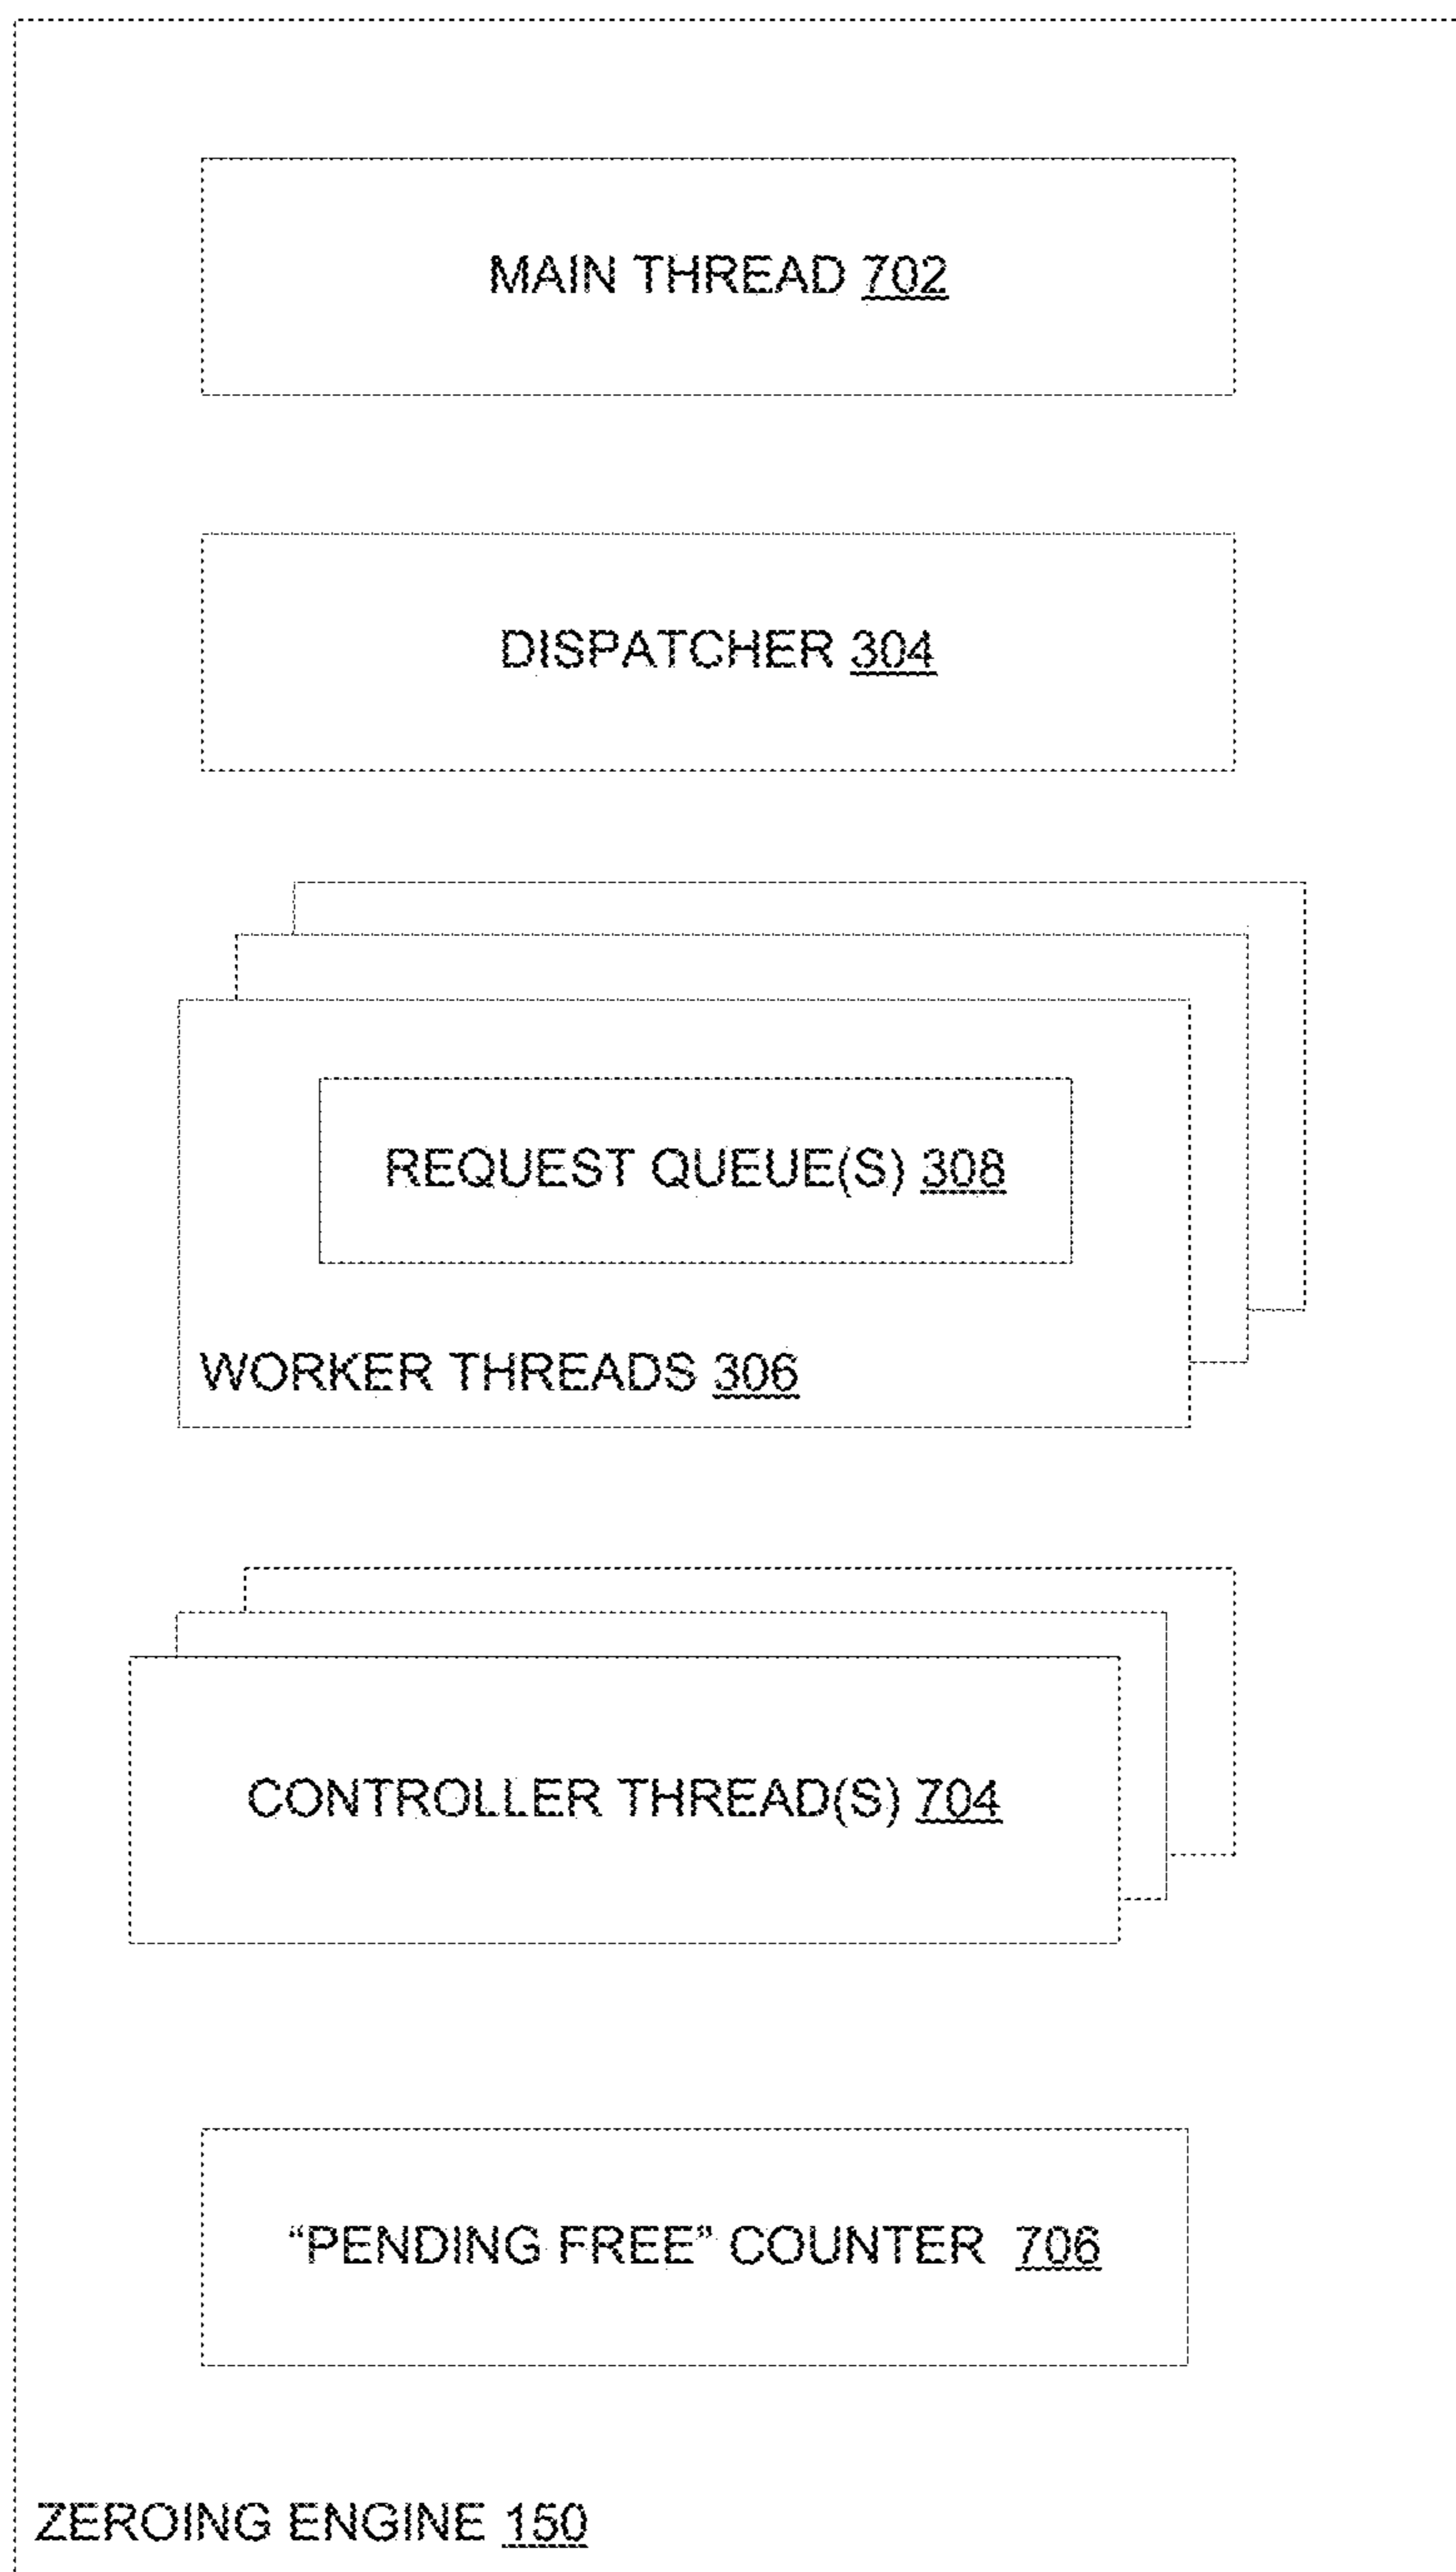 MAIN THREAD 702
DISPATCHER 304
REQUEST QUEUE(S) 308
WORKER THREADS 306
CONTROLLER THREAD(S) 704
“PENDING FREE” COUNTER 706
ZEROING ENGINE 150